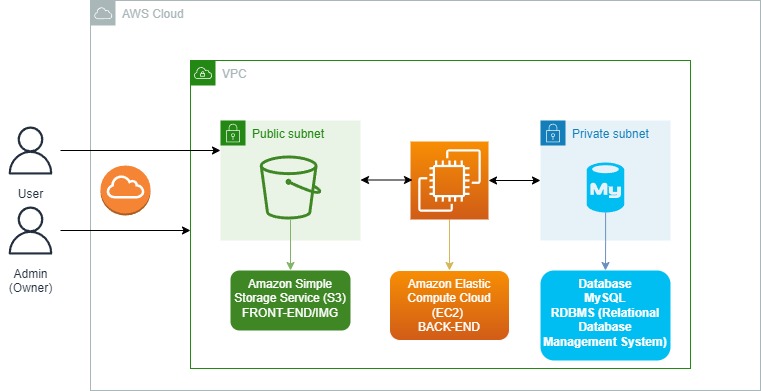 AWS Cloud
VPC
Public subnet
Private subnet
My
User
Admin
(Owner)
Amazon Simple
Storage Service (S3)
FRONT-END/IMG
Amazon Elastic
Compute Cloud
(EC2)
BACK-END
Database
MySQL
RDBMS (Relational
Database
Management System)